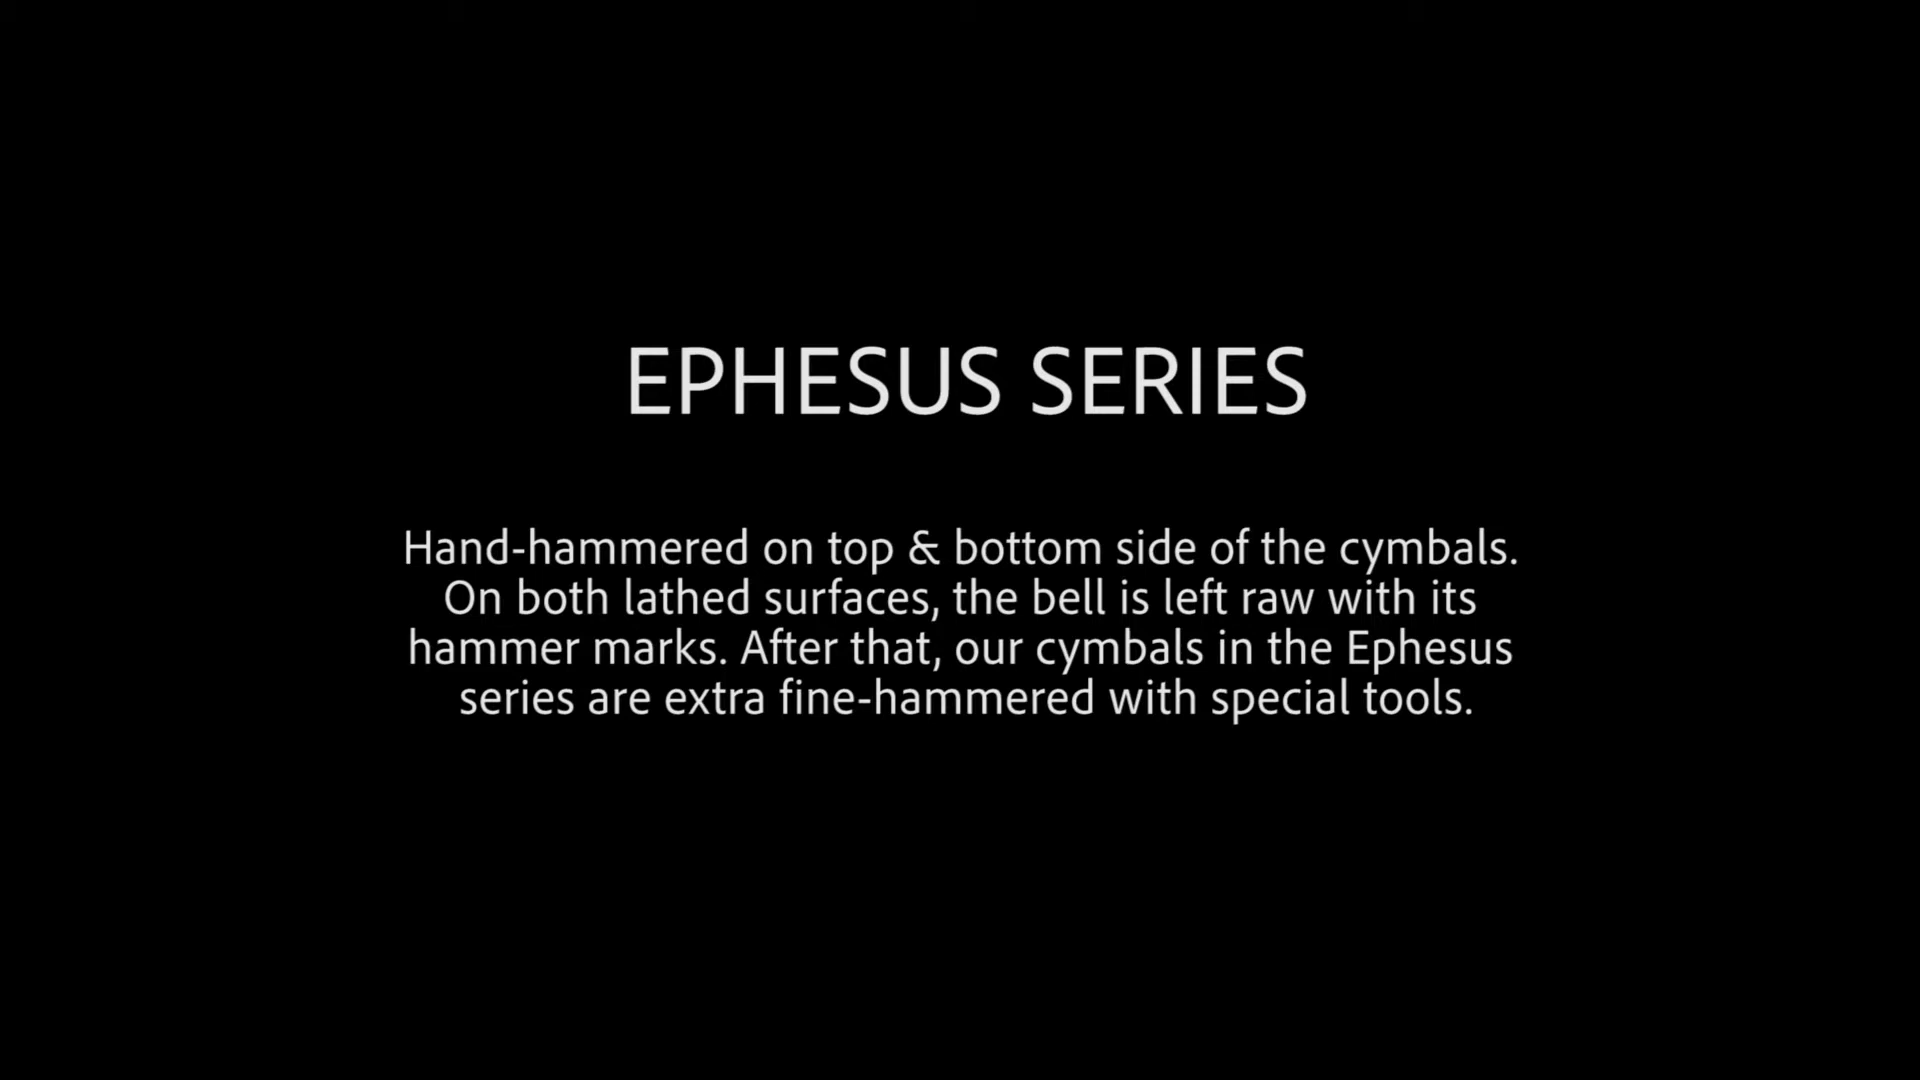 EPHESUS SERIES
Hand-hammered on top & bottom side of the cymbals.
On both lathed surfaces, the bell is left raw with its
hammer marks. After that, our cymbals in the Ephesus
series are extra fine-hammered with special tools.